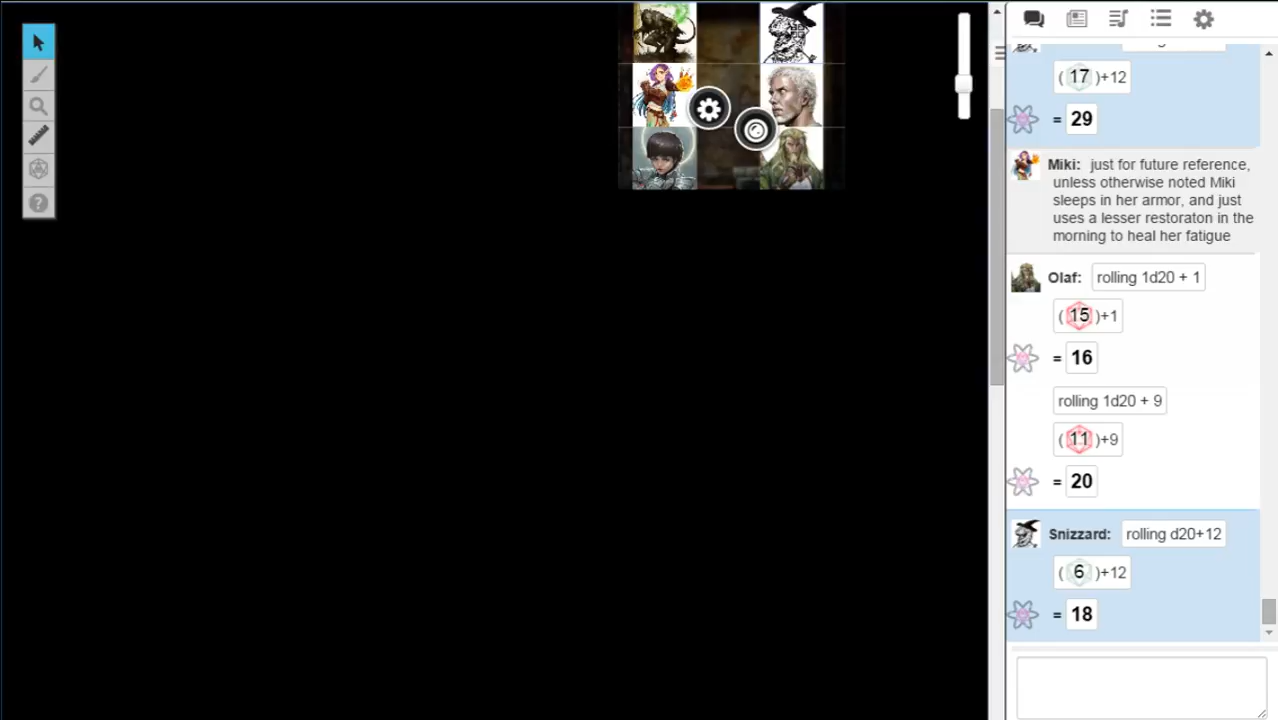 (17)+12
= 29
Miki: just for future reference,
unless otherwise noted Miki
sleeps in her armor, and just
uses a lesser restoraton in the
morning to heal her fatigue
Olaf: rolling 1d20 + 1
(15)+1
= 16
rolling 1d20 + 9
(11)+9
= 20
Snizzard: rolling d20+12
(6)+12
= 18